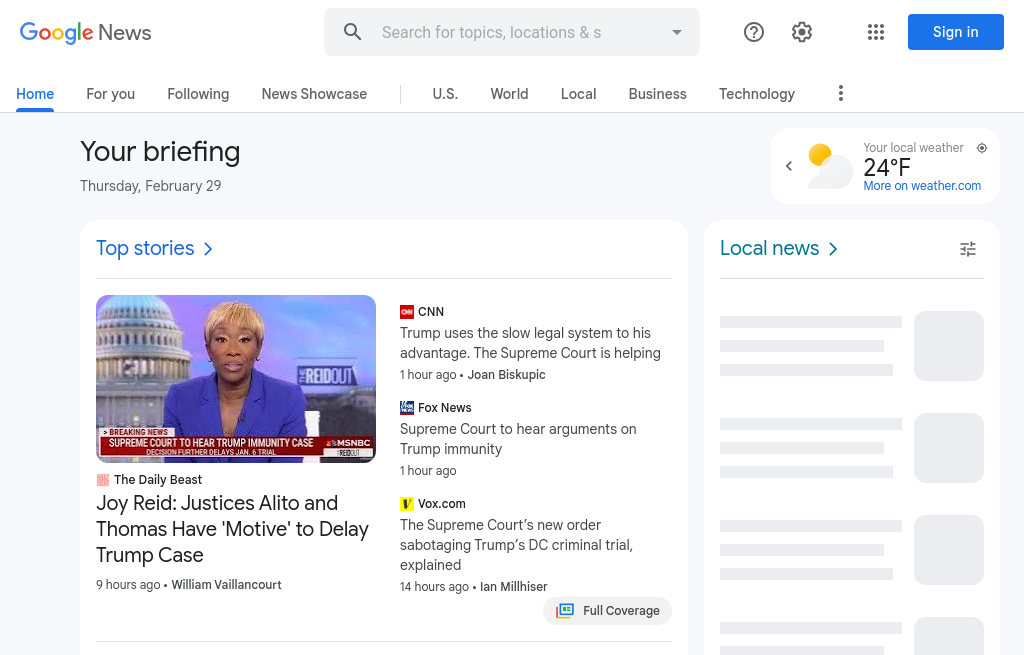 Google News
Search for topics, locations & s
Sign in
Home
For you
Following
News Showcase
U.S.
World
Local
Business
Technology
Your briefing
Thursday, February 29
Your local weather
24°F
More on weather.com
Top stories
THE REIDOUT
> BREAKING NEWS
SUPREME COURT TO HEAR TRUMP IMMUNITY CASE
MSNBC
DECISION FURTHER DELAYS JAN. 6 TRIAL
REIDOUT
The Daily Beast
Joy Reid: Justices Alito and
Thomas Have 'Motive' to Delay
Trump Case
9 hours ago • William Vaillancourt
CNN
Trump uses the slow legal system to his
advantage. The Supreme Court is helping
1 hour ago • Joan Biskupic
Fox News
Supreme Court to hear arguments on
Trump immunity
1 hour ago
Vox.com
The Supreme Court’s new order
sabotaging Trump’s DC criminal trial,
explained
14 hours ago • Ian Millhiser
Full Coverage
Local news